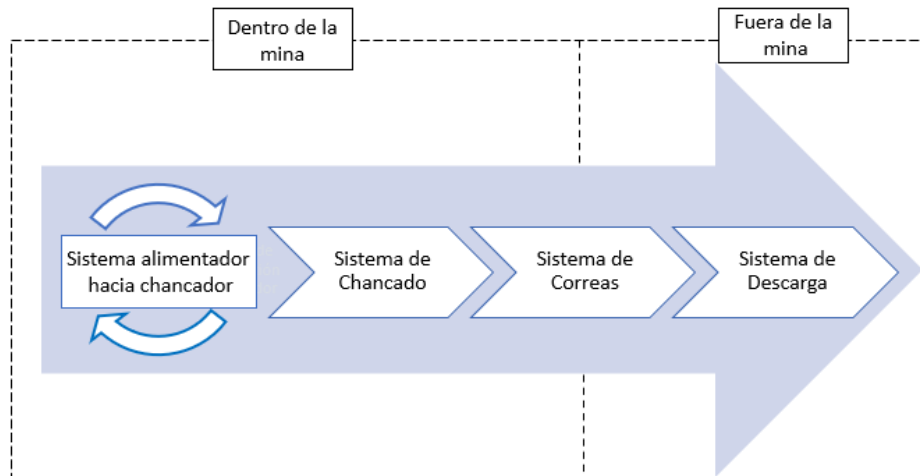 Dentro de la
mina
Fuera de la
mina
Sistema alimentador
hacia chancador
Sistema de
Chancado
Sistema de
Correas
Sistema de
Descarga